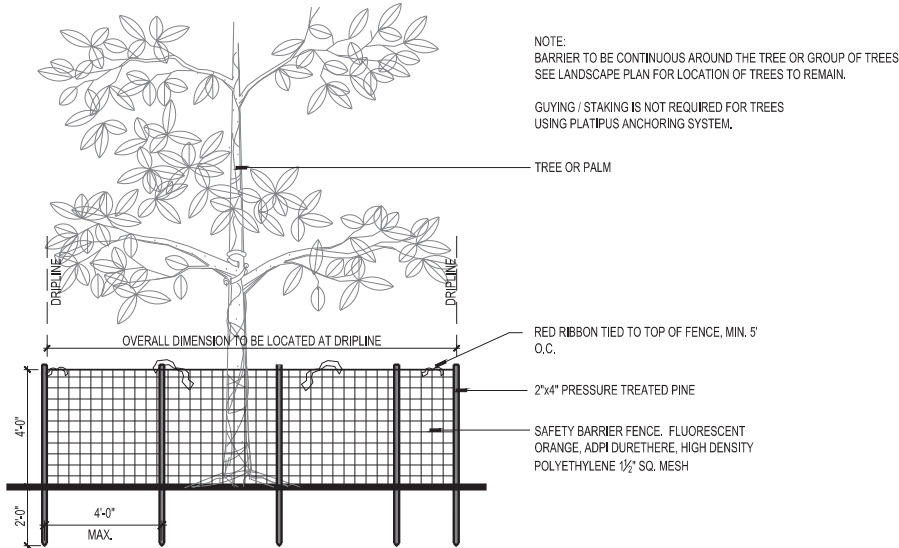 NOTE:
BARRIER TO BE CONTINUOUS AROUND THE TREE OR GROUP OF TREES
SEE LANDSCAPE PLAN FOR LOCATION OF TREES TO REMAIN.
GUYING / STAKING IS NOT REQUIRED FOR TREES
USING PLATIPUS ANCHORING SYSTEM.
TREE OR PALM
DRIPLINE
DRIPLINE
OVERALL DIMENSION TO BE LOCATED AT DRIPLINE
RED RIBBON TIED TO TOP OF FENCE, MIN. 5'
O.C.
2"x4" PRESSURE TREATED PINE
4'-0"
SAFETY BARRIER FENCE. FLUORESCENT
ORANGE, ADPI DURETHERE, HIGH DENSITY
POLYETHYLENE 1½" SQ. MESH
2'-0"
4'-0"
MAX.